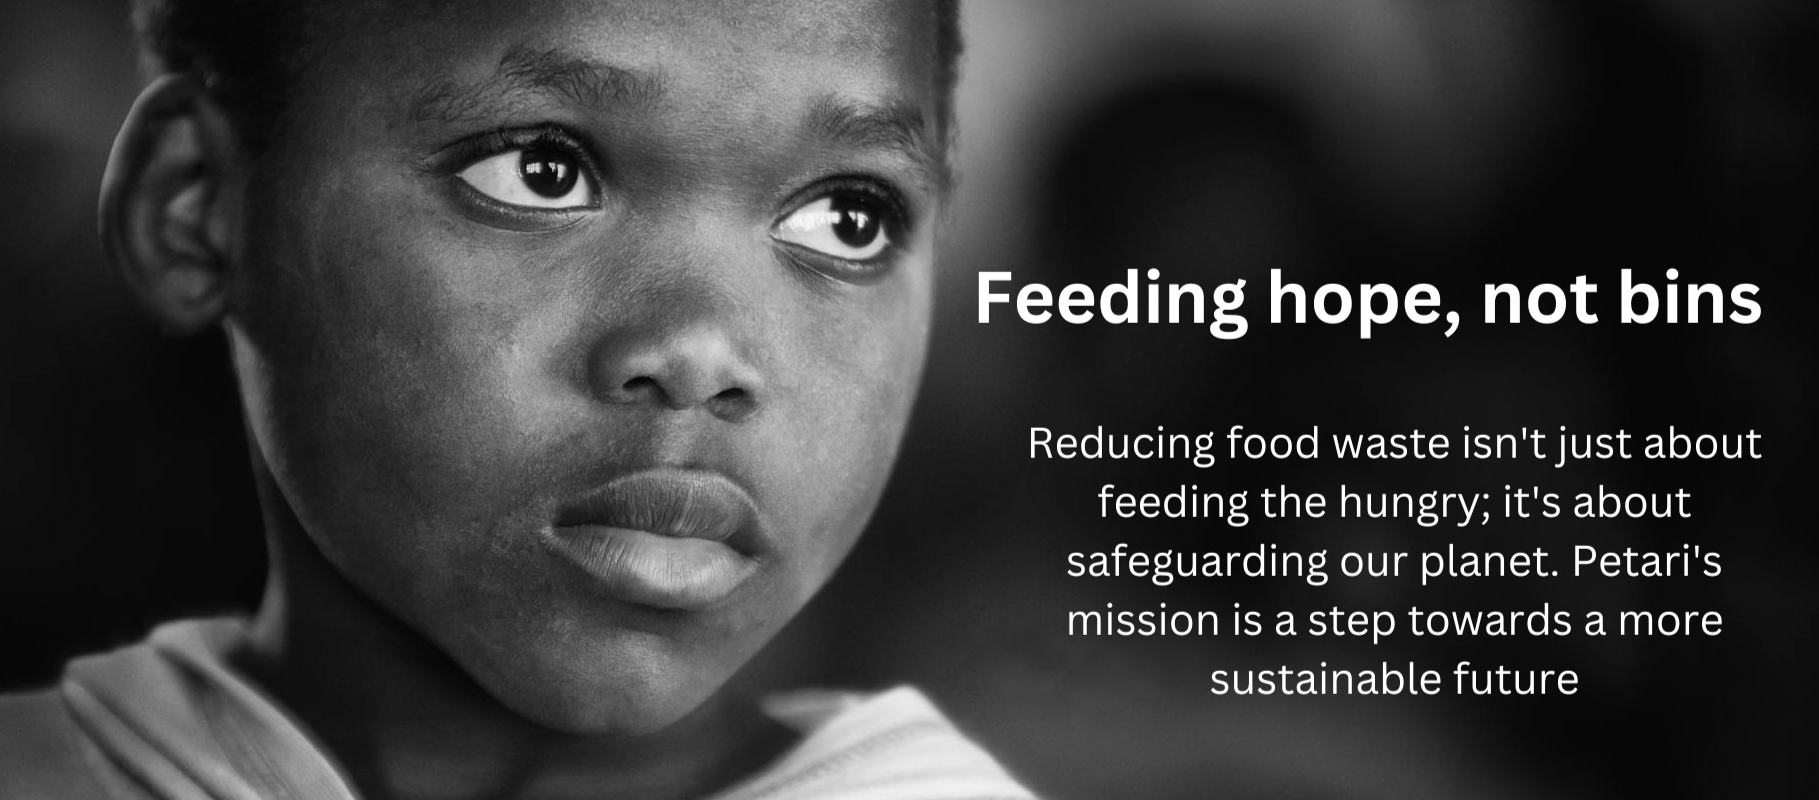 Feeding hope, not bins
Reducing food waste isn't just about
feeding the hungry; it's about
safeguarding our planet. Petari's
mission is a step towards a more
sustainable future